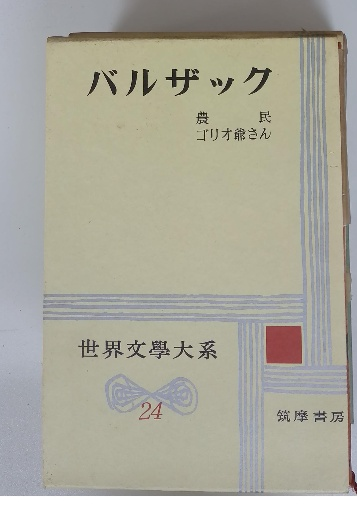 バルザック
農民
ゴリオ爺さん
世界文學大系
24
筑摩書房